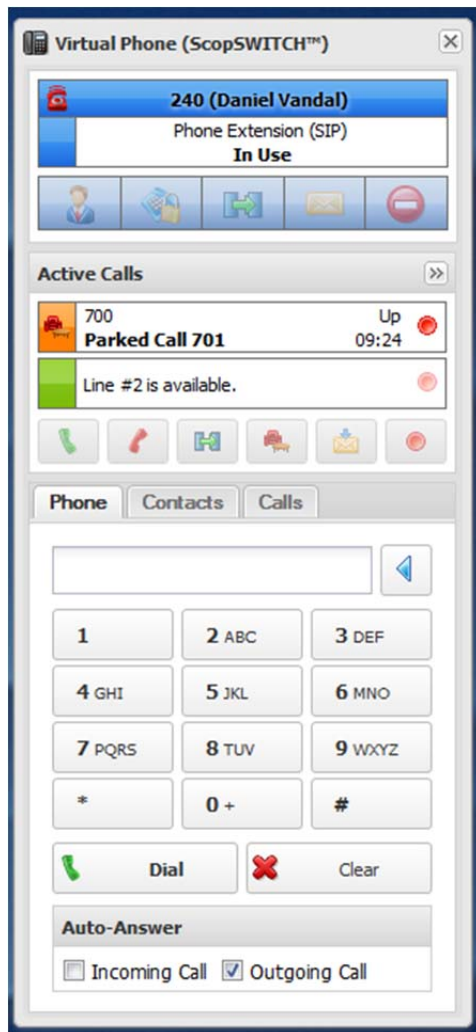 Virtual Phone (ScopSWITCH™)
240 (Daniel Vandal)
Phone Extension (SIP)
In Use
Active Calls
700 Up
Parked Call 701 09:24
Line #2 is available.
Phone Contacts Calls
1 2 ABC 3 DEF
4 GHI 5 JKL 6 MNO
7 PQRS 8 TUV 9 WXYZ
* 0 + #
Dial Clear
Auto-Answer
Incoming Call Outgoing Call